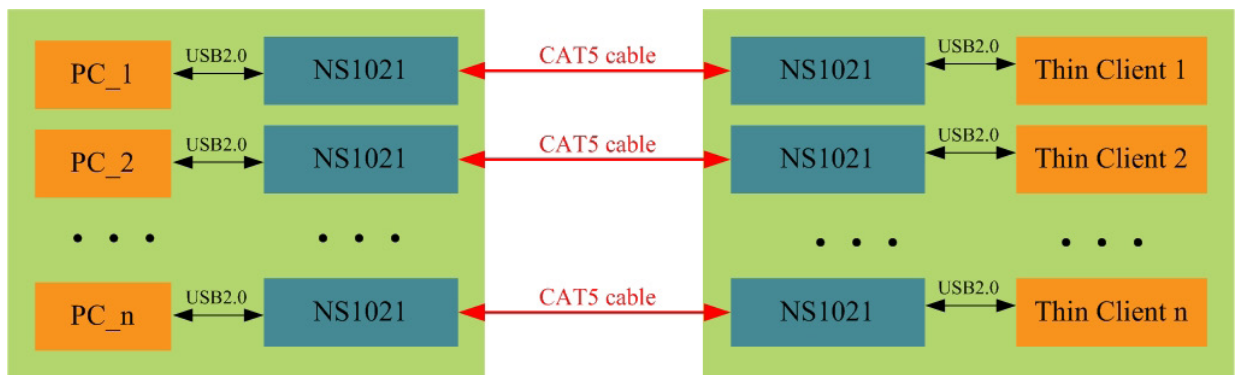 PC_1 USB2.0 NS1021 CAT5 cable NS1021 USB2.0 Thin Client 1
PC_2 USB2.0 NS1021 CAT5 cable NS1021 USB2.0 Thin Client 2
PC_n USB2.0 NS1021 CAT5 cable NS1021 USB2.0 Thin Client n